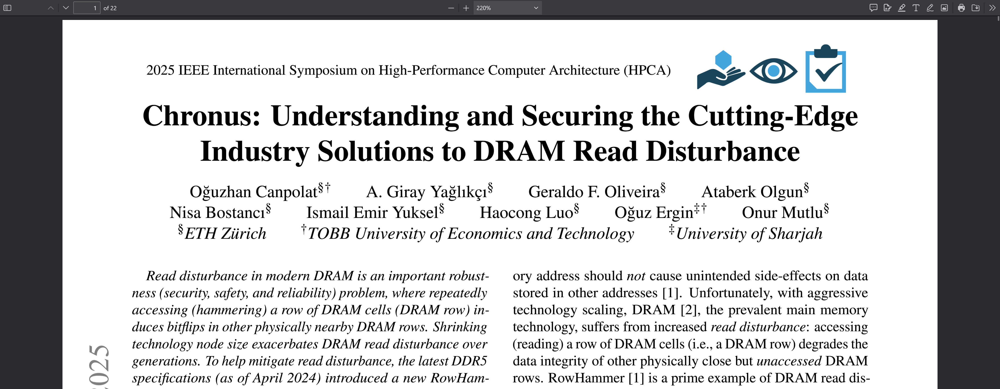 1 of 22
220%
2025 IEEE International Symposium on High-Performance Computer Architecture (HPCA)
Chronus: Understanding and Securing the Cutting-Edge
Industry Solutions to DRAM Read Disturbance
Oğuzhan Canpolat§† A. Giray Yağlıkçı§ Geraldo F. Oliveira§ Ataberk Olgun§
Nisa Bostancı§ Ismail Emir Yuksel§ Haocong Luo§ Oğuz Ergin‡† Onur Mutlu§
§ETH Zürich †TOBB University of Economics and Technology ‡University of Sharjah
Read disturbance in modern DRAM is an important robust-
ness (security, safety, and reliability) problem, where repeatedly
accessing (hammering) a row of DRAM cells (DRAM row) in-
duces bitflips in other physically nearby DRAM rows. Shrinking
technology node size exacerbates DRAM read disturbance over
generations. To help mitigate read disturbance, the latest DDR5
specifications (as of April 2024) introduced a new RowHam-
ory address should not cause unintended side-effects on data
stored in other addresses [1]. Unfortunately, with aggressive
technology scaling, DRAM [2], the prevalent main memory
technology, suffers from increased read disturbance: accessing
(reading) a row of DRAM cells (i.e., a DRAM row) degrades the
data integrity of other physically close but unaccessed DRAM
rows. RowHammer [1] is a prime example of DRAM read dis-
2025